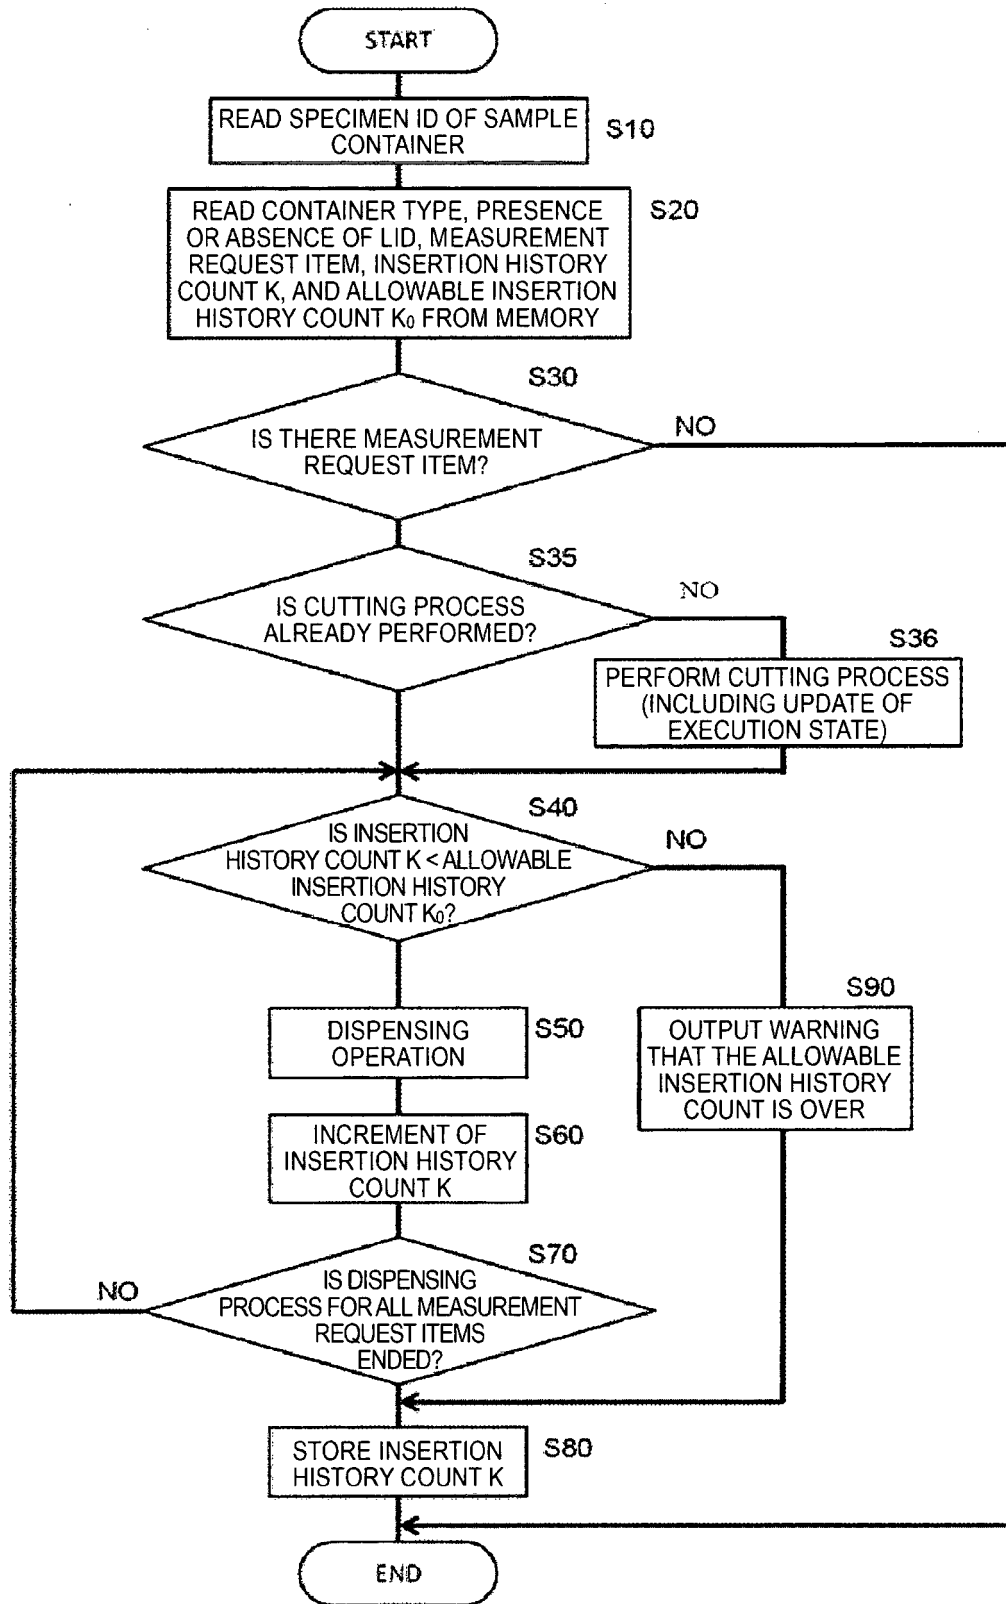 START
READ SPECIMEN ID OF SAMPLE
CONTAINER
S10
READ CONTAINER TYPE, PRESENCE
OR ABSENCE OF LID, MEASUREMENT
REQUEST ITEM, INSERTION HISTORY
COUNT K, AND ALLOWABLE INSERTION
HISTORY COUNT K₀ FROM MEMORY
S20
S30
IS THERE MEASUREMENT
REQUEST ITEM?
NO
S35
IS CUTTING PROCESS
ALREADY PERFORMED?
NO
S36
PERFORM CUTTING PROCESS
(INCLUDING UPDATE OF
EXECUTION STATE)
S40
IS INSERTION
HISTORY COUNT K < ALLOWABLE
INSERTION HISTORY
COUNT K₀?
NO
S90
OUTPUT WARNING
THAT THE ALLOWABLE
INSERTION HISTORY
COUNT IS OVER
DISPENSING
OPERATION
S50
INCREMENT OF
INSERTION HISTORY
COUNT K
S60
S70
IS DISPENSING
PROCESS FOR ALL MEASUREMENT
REQUEST ITEMS
ENDED?
NO
STORE INSERTION
HISTORY COUNT K
S80
END